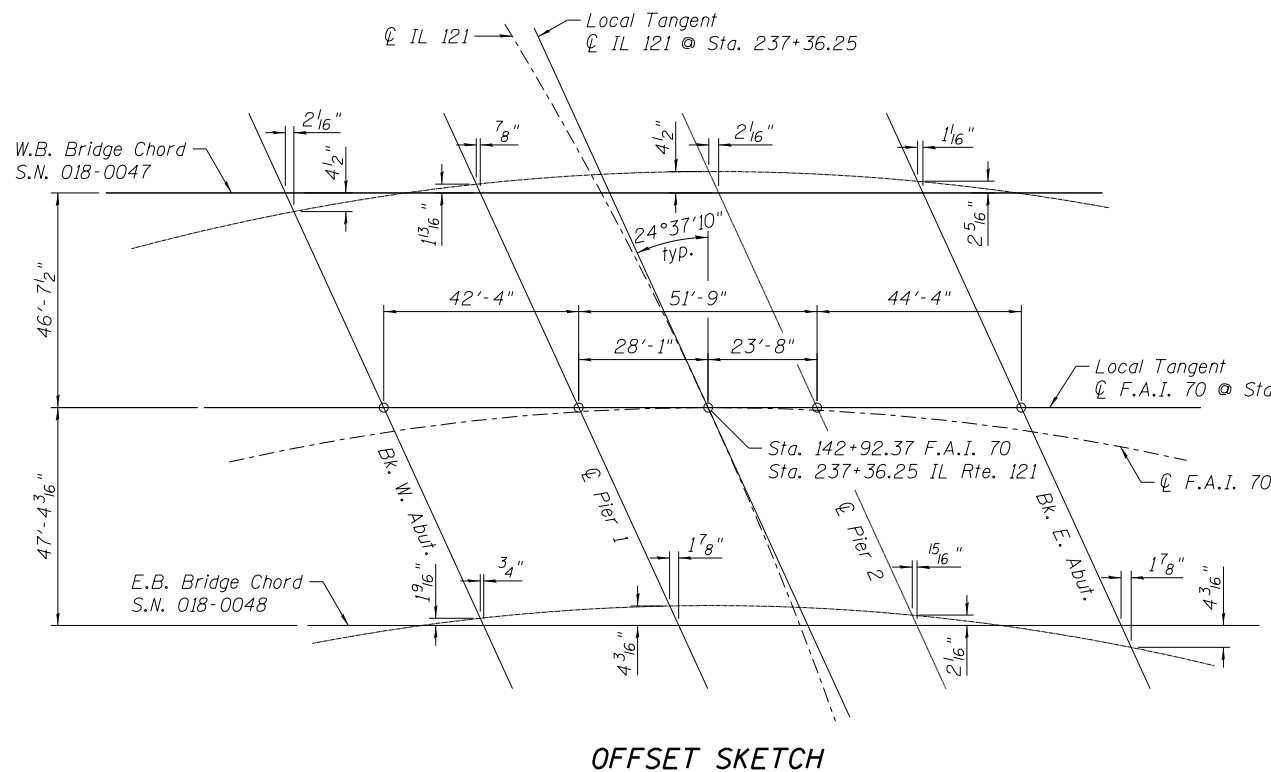 ℄ IL 121
Local Tangent
℄ IL 121 @ Sta. 237+36.25
W.B. Bridge Chord
S.N. 018-0047
2 1/16"
4 1/2"
7/8"
1 13/16"
4 1/2"
2 1/16"
1 1/16"
2 5/16"
24°37'10"
typ.
46'-7 1/2"
42'-4"
51'-9"
44'-4"
28'-1"
23'-8"
Local Tangent
℄ F.A.I. 70 @ Sta
Sta. 142+92.37 F.A.I. 70
Sta. 237+36.25 IL Rte. 121
℄ F.A.I. 70
47'-4 3/16"
Bk. W. Abut.
℄ Pier 1
℄ Pier 2
Bk. E. Abut.
E.B. Bridge Chord
S.N. 018-0048
1 9/16"
3/4"
4 3/16"
1 7/8"
15/16"
2 1/16"
1 7/8"
4 3/16"
OFFSET SKETCH